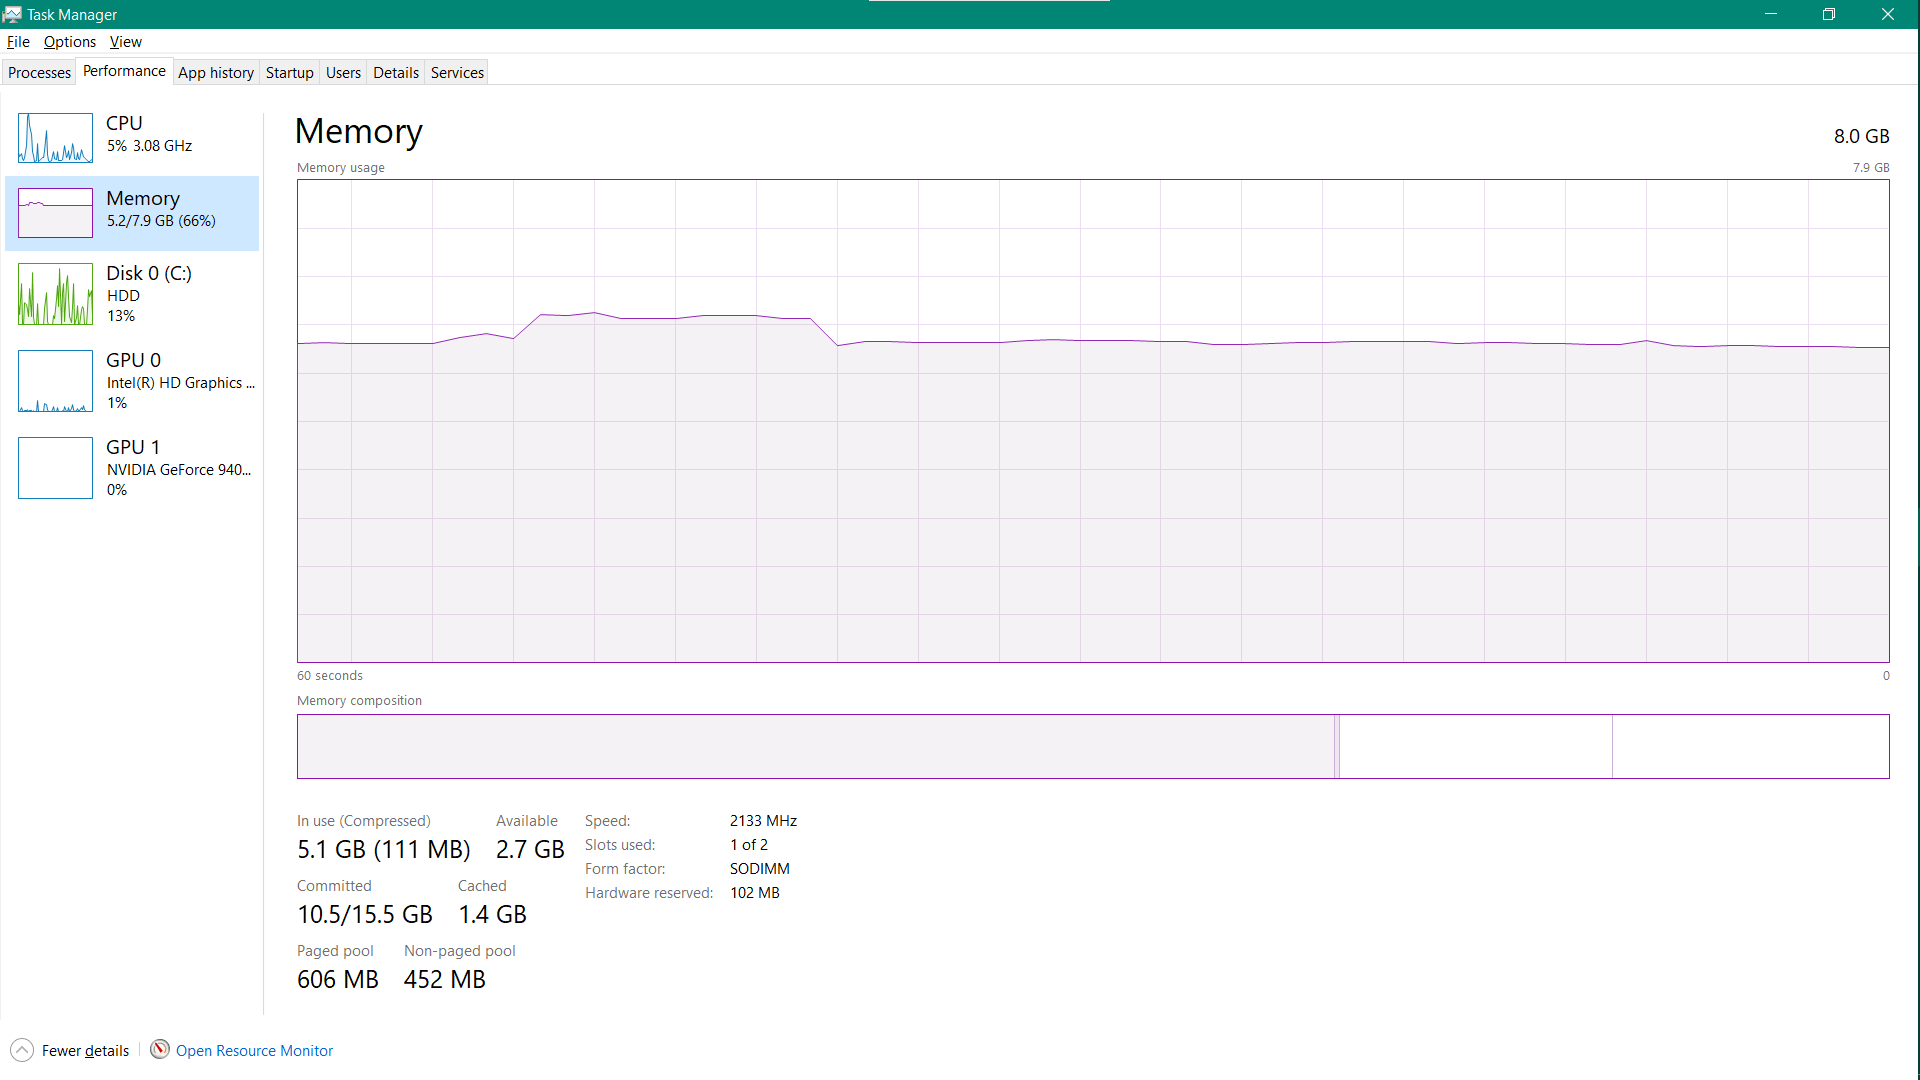 Task Manager
File Options View
Processes Performance App history Startup Users Details Services
CPU
5% 3.08 GHz
Memory
5.2/7.9 GB (66%)
Disk 0 (C:)
HDD
13%
GPU 0
Intel(R) HD Graphics ...
1%
GPU 1
NVIDIA GeForce 940...
0%
Memory
8.0 GB
Memory usage
7.9 GB
60 seconds
0
Memory composition
In use (Compressed)
5.1 GB (111 MB)
Available
2.7 GB
Committed
10.5/15.5 GB
Cached
1.4 GB
Paged pool
606 MB
Non-paged pool
452 MB
Speed: 2133 MHz
Slots used: 1 of 2
Form factor: SODIMM
Hardware reserved: 102 MB
Fewer details
Open Resource Monitor